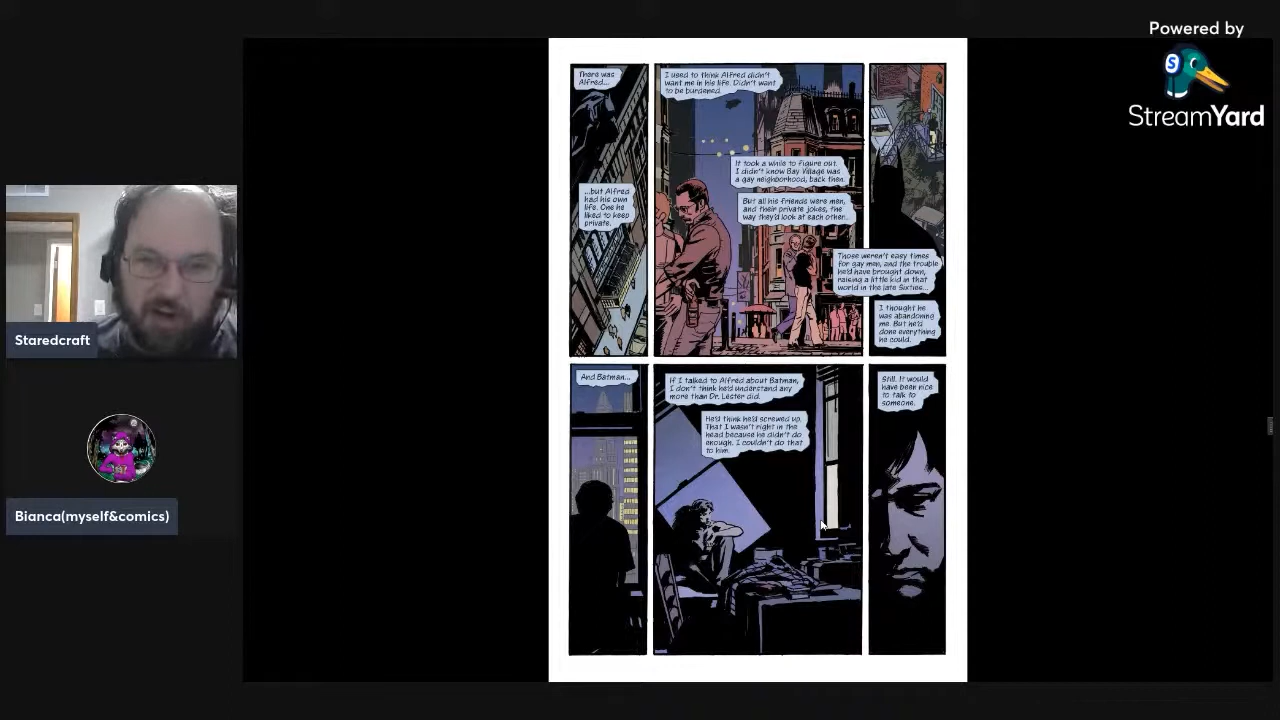 Powered by
StreamYard
There was
Alfred...
...but Alfred
had his own
life. One he
liked to keep
private.
I used to think Alfred didn't
want me in his life. Didn't want
to be burdened.
It took a while to figure out.
I didn't know Bay Village was
a gay neighborhood, back then.
But all his friends were men,
and their private jokes, the
way they'd look at each other...
Those weren't easy times
for gay men, and the trouble
he'd have brought down,
raising a little kid in that
world in the late Sixties...
I thought he
was abandoning
me. But he'd
done everything
he could.
And Batman...
If I talked to Alfred about Batman,
I don't think he'd understand any
more than Dr. Lester did.
He'd think he'd screwed up.
That I wasn't right in the
head because he didn't do
enough. I couldn't do that
to him.
Still. It would
have been nice
to talk to
someone.
Staredcraft
Bianca(myself&comics)